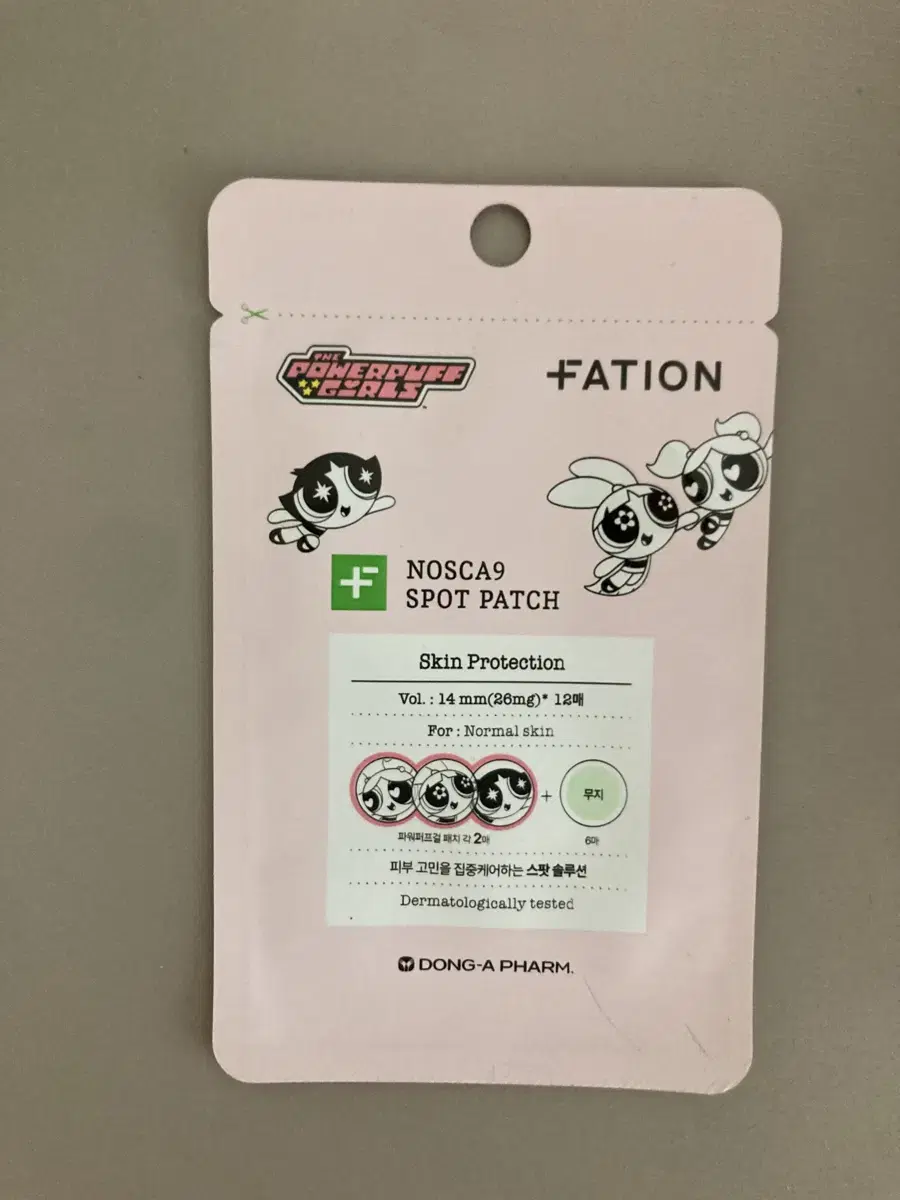 THE
POWERPUFF
GIRLS
FATION
NOSCA9
SPOT PATCH
Skin Protection
Vol. : 14 mm(26mg)* 12매
For : Normal skin
+
무지
파워퍼프걸 패치 각 2매
6매
피부 고민을 집중케어하는 스팟 솔루션
Dermatologically tested
DONG-A PHARM.